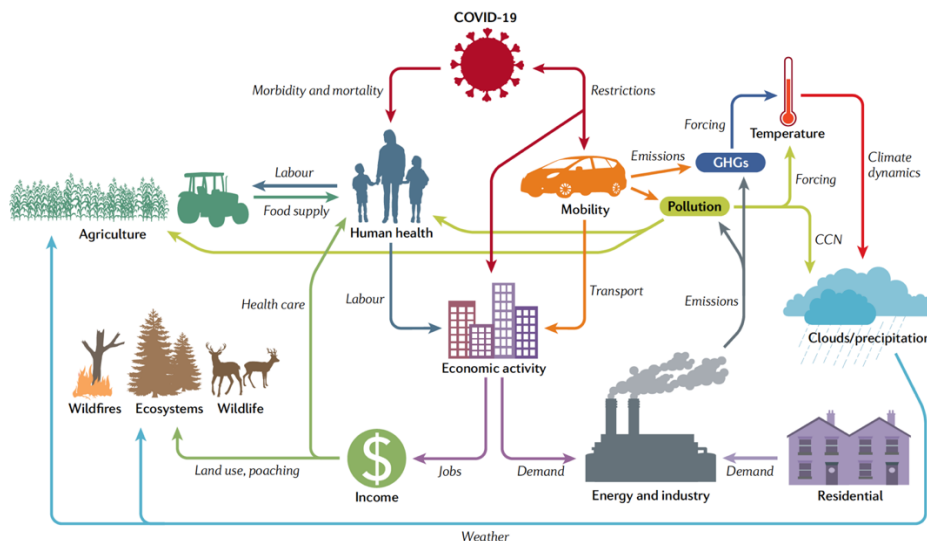 COVID-19
Morbidity and mortality
Restrictions
Forcing
Temperature
Emissions
GHGs
Climate
dynamics
Labour
Forcing
Food supply
Mobility
Pollution
Agriculture
Human health
CCN
Health care
Labour
Transport
Emissions
Clouds/precipitation
Economic activity
Wildfires
Ecosystems
Wildlife
Land use, poaching
Jobs
Demand
Demand
Income
Energy and industry
Residential
Weather